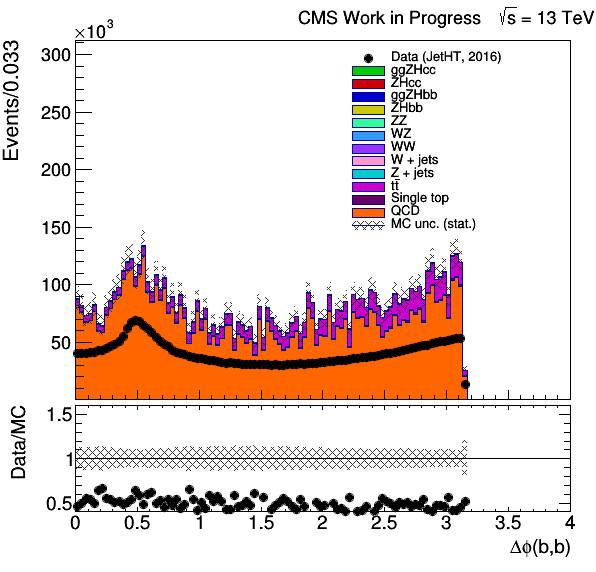 CMS Work in Progress √s = 13 TeV
×10³
Events/0.033
300
250
200
150
100
50
Data (JetHT, 2016)
ggZHcc
ZHcc
ggZHbb
ZHbb
ZZ
WZ
WW
W + jets
Z + jets
tt̄
Single top
QCD
MC unc. (stat.)
Data/MC
1.5
1
0.5
0 0.5 1 1.5 2 2.5 3 3.5 4
Δϕ(b,b)